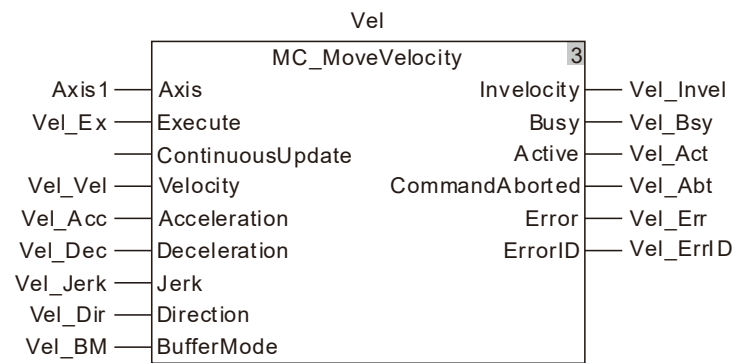 Vel
MC_MoveVelocity 3
Axis1 Axis Invelocity Vel_Invel
Vel_Ex Execute Busy Vel_Bsy
ContinuousUpdate Active Vel_Act
Vel_Vel Velocity CommandAborted Vel_Abt
Vel_Acc Acceleration Error Vel_Err
Vel_Dec Deceleration ErrorID Vel_ErrID
Vel_Jerk Jerk
Vel_Dir Direction
Vel_BM BufferMode